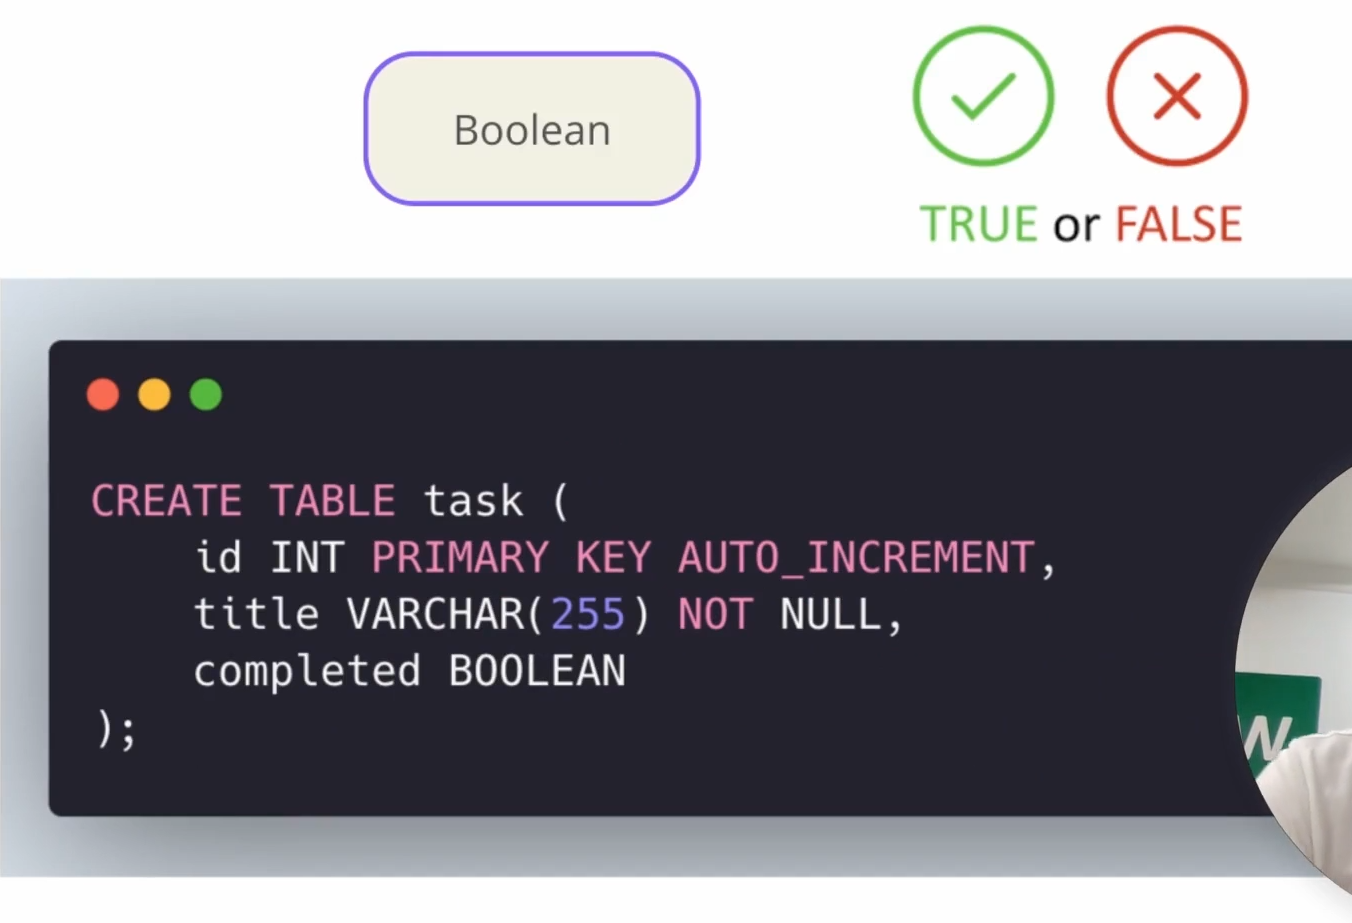 Boolean
TRUE or FALSE
CREATE TABLE task (
    id INT PRIMARY KEY AUTO_INCREMENT,
    title VARCHAR(255) NOT NULL,
    completed BOOLEAN
);
W